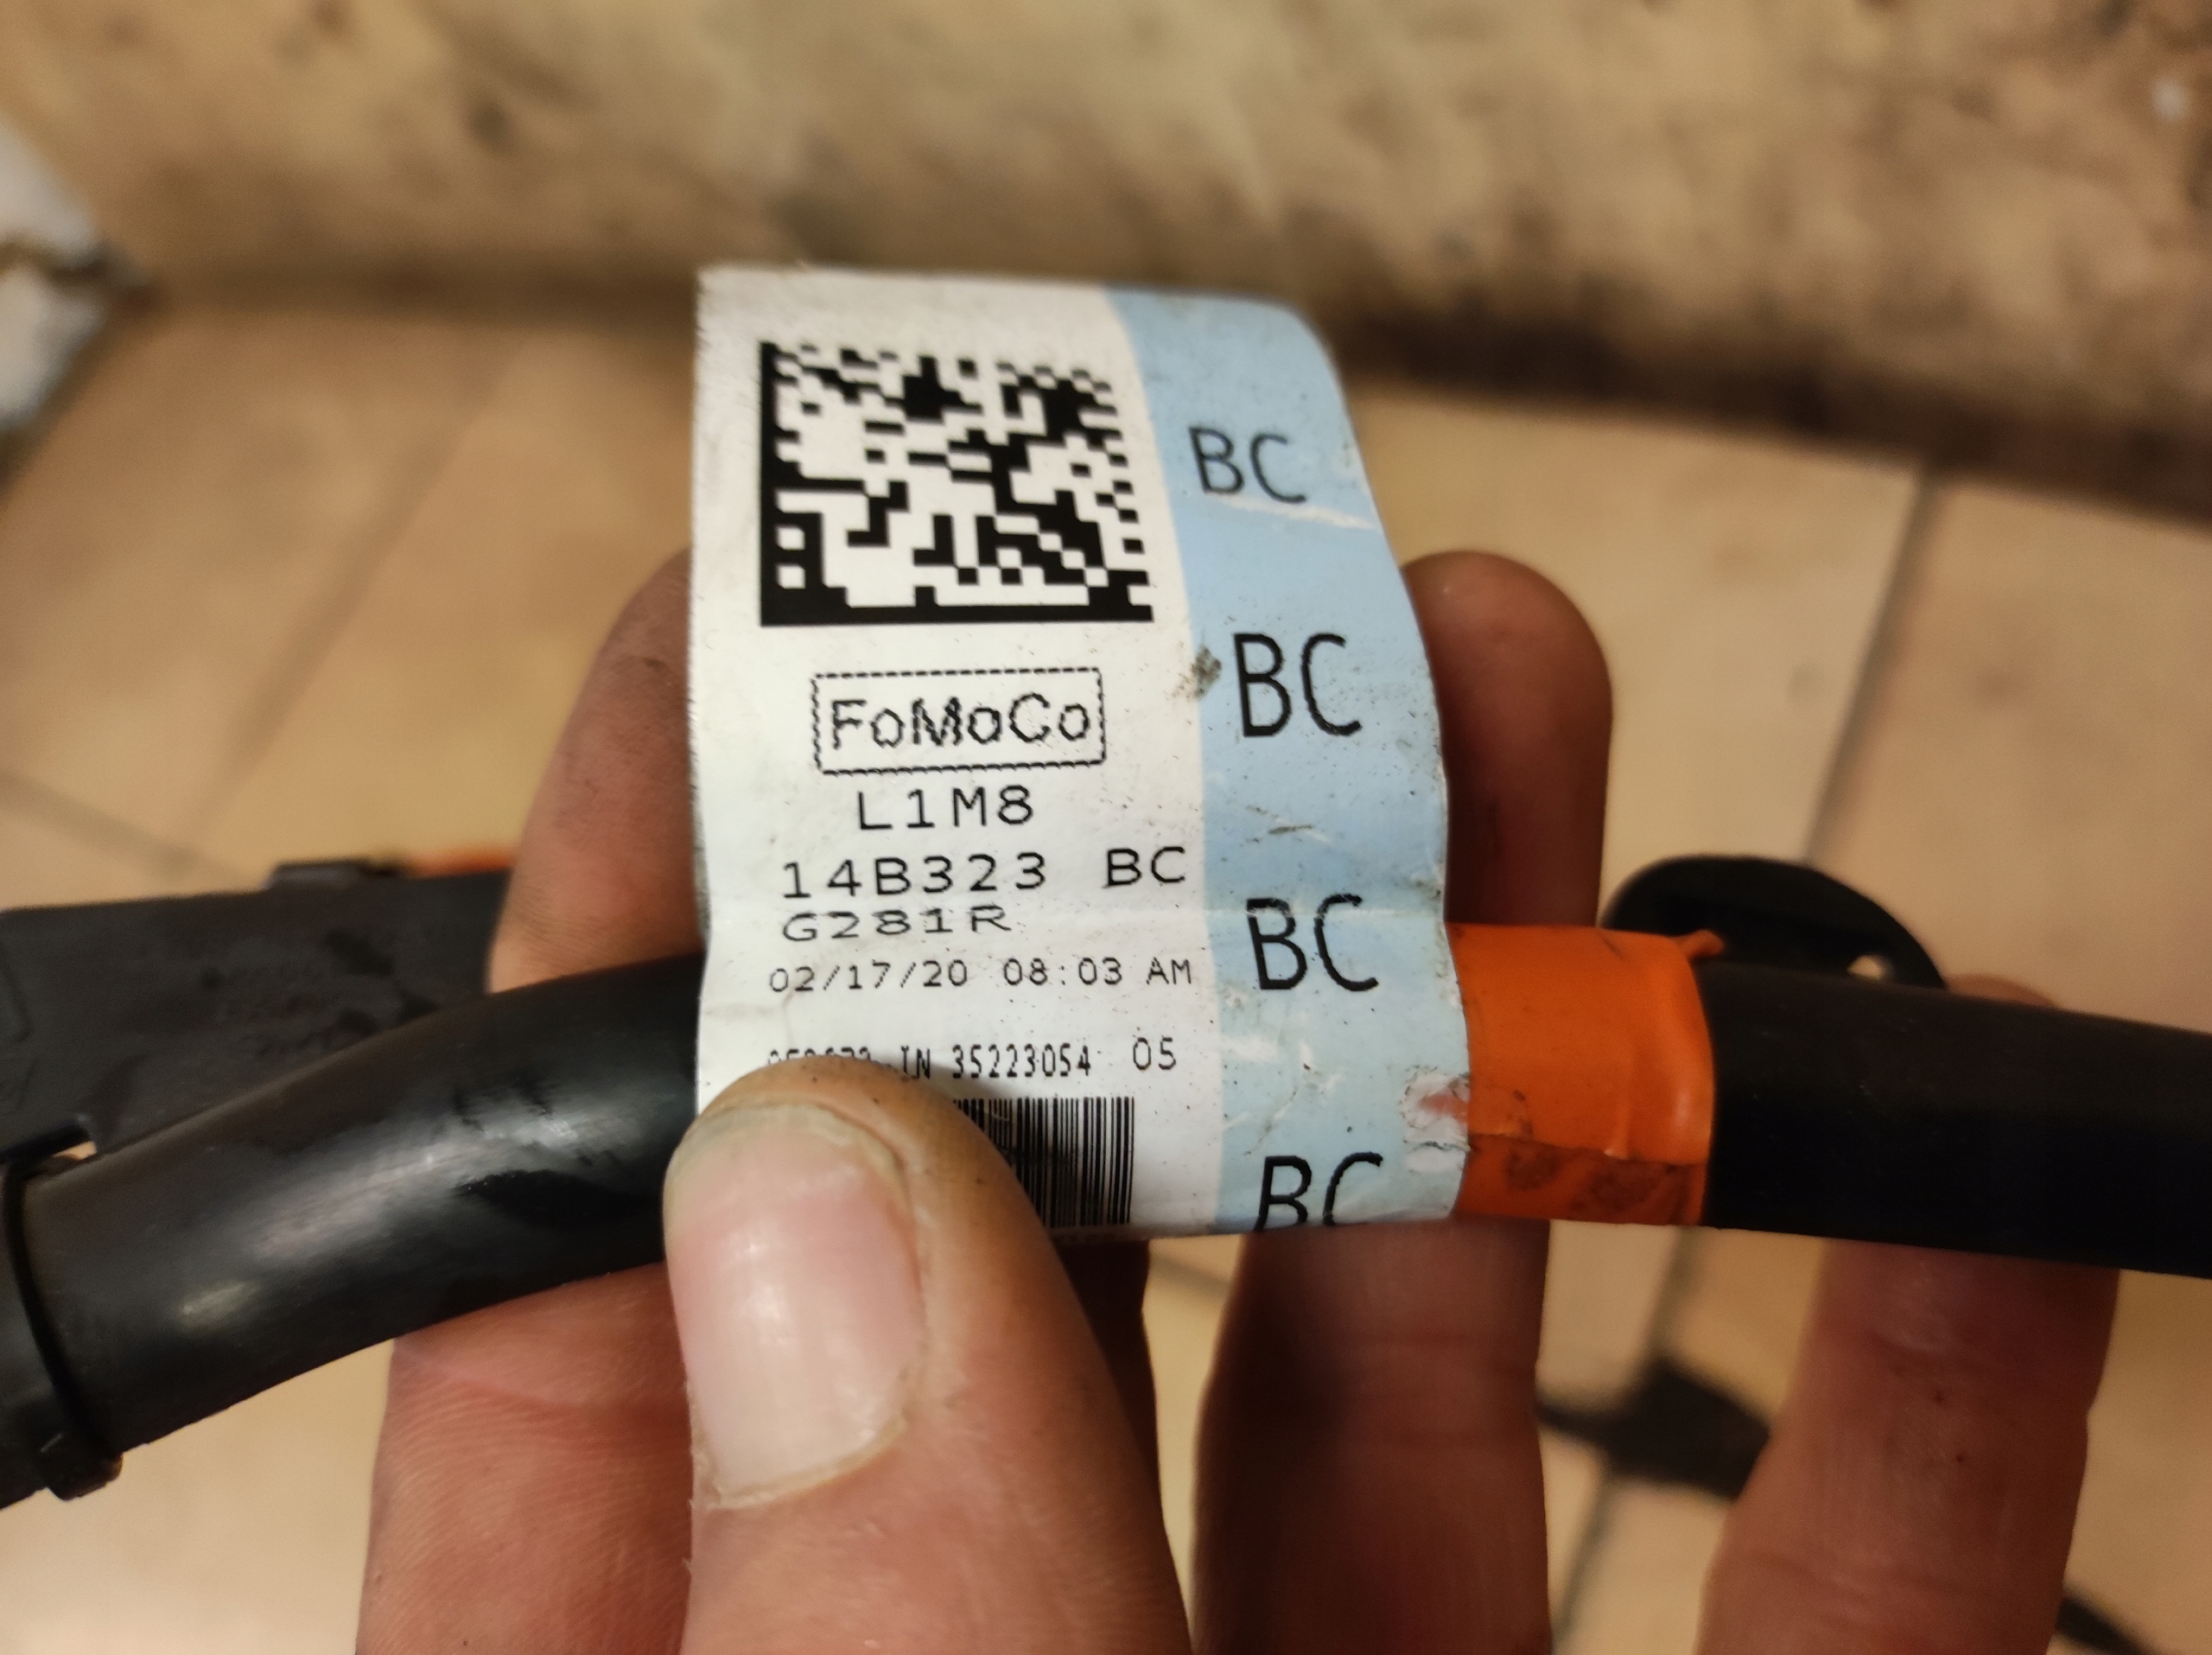 BC
BC
FoMoCo
L1M8
14B323 BC
G281R
BC
02/17/20 08:03 AM
IN 35223054 05
BC